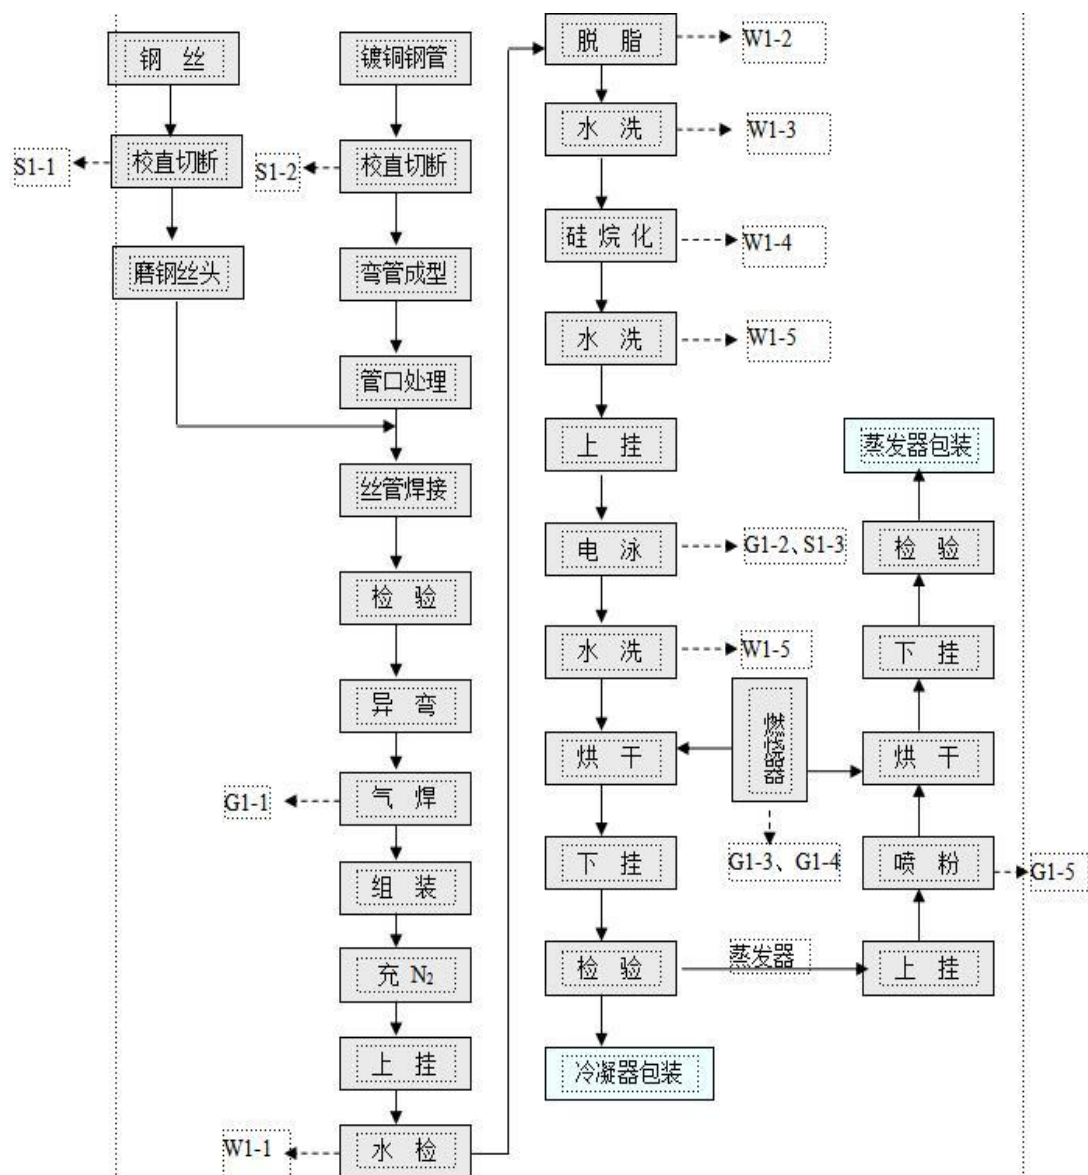 钢 丝
校直切断
S1-1
磨钢丝头
镀铜钢管
校直切断
S1-2
弯管成型
管口处理
丝管焊接
检 验
异 弯
气 焊
G1-1
组 装
充 N₂
上 挂
水 检
W1-1
脱 脂
W1-2
水 洗
W1-3
硅 烷 化
W1-4
水 洗
W1-5
上 挂
电 泳
G1-2、S1-3
水 洗
W1-5
烘 干
燃烧器
G1-3、G1-4
下 挂
检 验
蒸发器
冷凝器包装
上 挂
喷 粉
G1-5
烘 干
下 挂
检 验
蒸发器包装